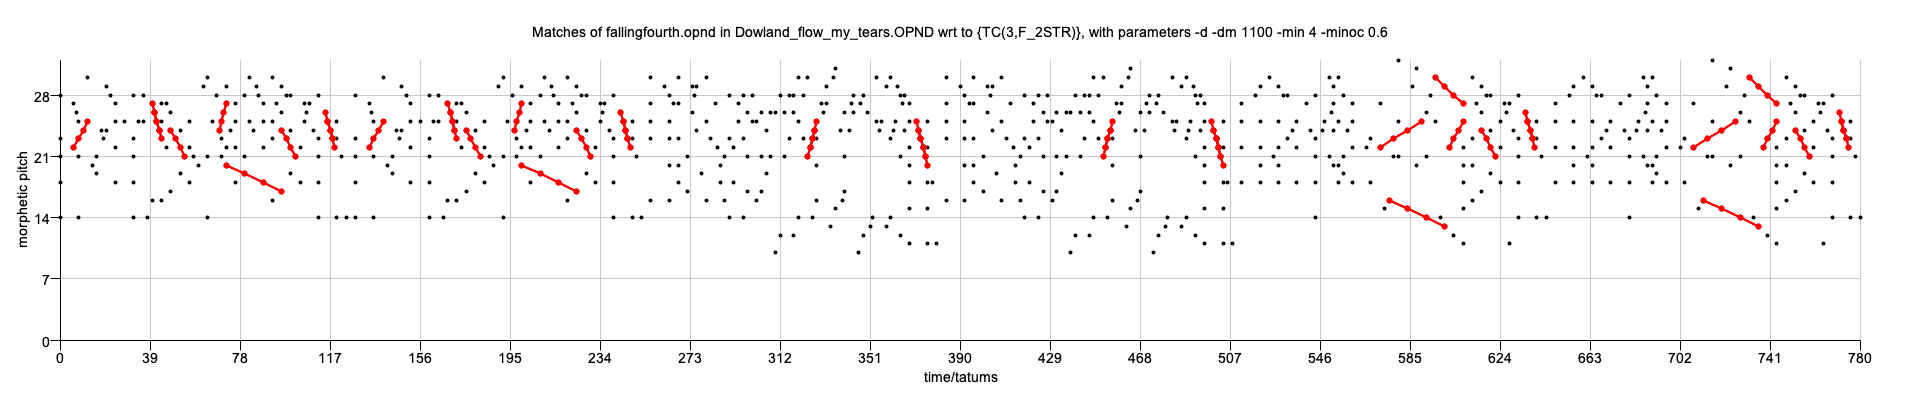 Matches of fallingfourth.opnd in Dowland_flow_my_tears.OPND wrt to {TC(3,F_2STR)}, with parameters -d -dm 1100 -min 4 -minoc 0.6
morphetic pitch
28
21
14
7
0
0 39 78 117 156 195 234 273 312 351 390 429 468 507 546 585 624 663 702 741 780
time/tatums